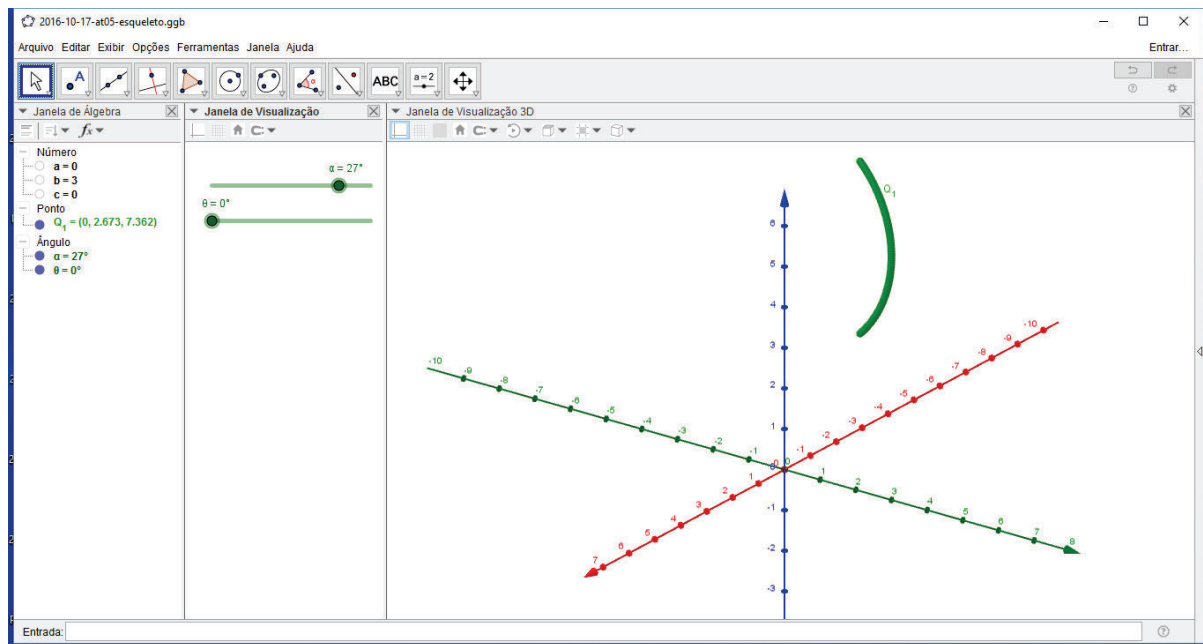 2016-10-17-at05-esqueleto.ggb
Arquivo Editar Exibir Opções Ferramentas Janela Ajuda
Entrar...
A
ABC
a = 2
Janela de Álgebra
Janela de Visualização
Janela de Visualização 3D
fx
Número
a = 0
b = 3
c = 0
Ponto
Q1 = (0, 2.673, 7.362)
Ângulo
α = 27°
θ = 0°
α = 27°
θ = 0°
Q1
6
5
4
3
2
1
0
-1
-2
-3
-10
-9
-8
-7
-6
-5
-4
-3
-2
-1
0
1
2
3
4
5
6
7
8
-10
-9
-8
-7
-6
-5
-4
-3
-2
-1
0
1
2
3
4
5
6
7
Entrada: